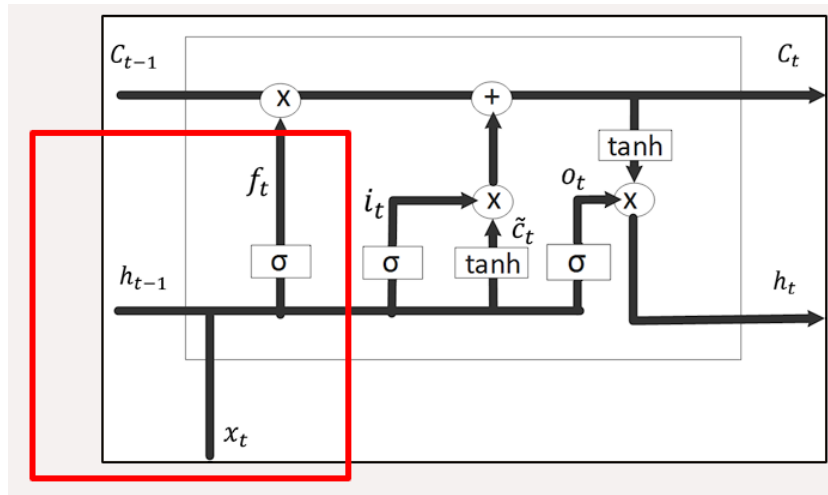 C_{t-1} C_t
x +
tanh
f_t i_t x o_t x
c̃_t
σ σ tanh σ
h_{t-1} h_t
x_t